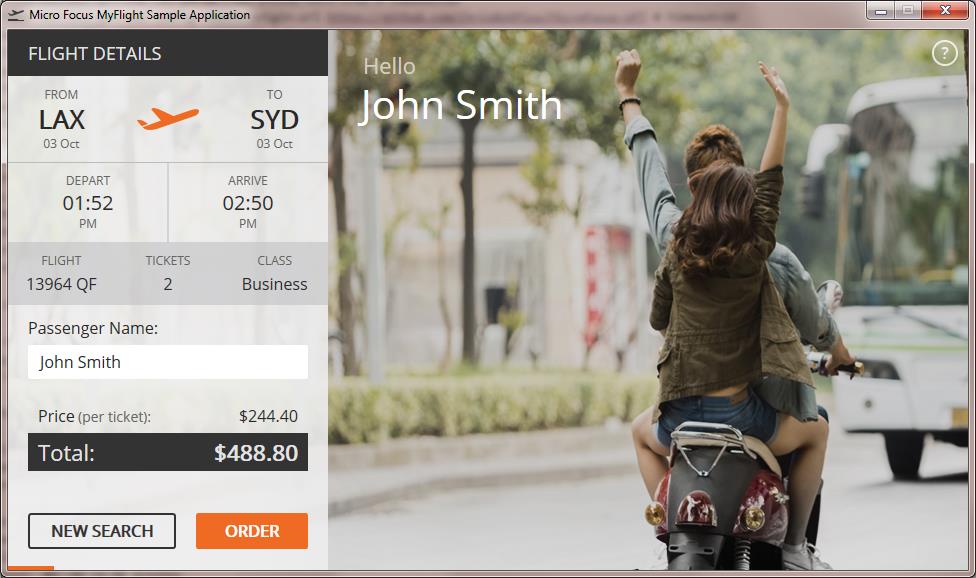 Micro Focus MyFlight Sample Application
FLIGHT DETAILS
FROM
LAX
03 Oct
TO
SYD
03 Oct
DEPART
01:52
PM
ARRIVE
02:50
PM
FLIGHT
13964 QF
TICKETS
2
CLASS
Business
Passenger Name:
John Smith
Price (per ticket): $244.40
Total: $488.80
NEW SEARCH
ORDER
Hello
John Smith
?